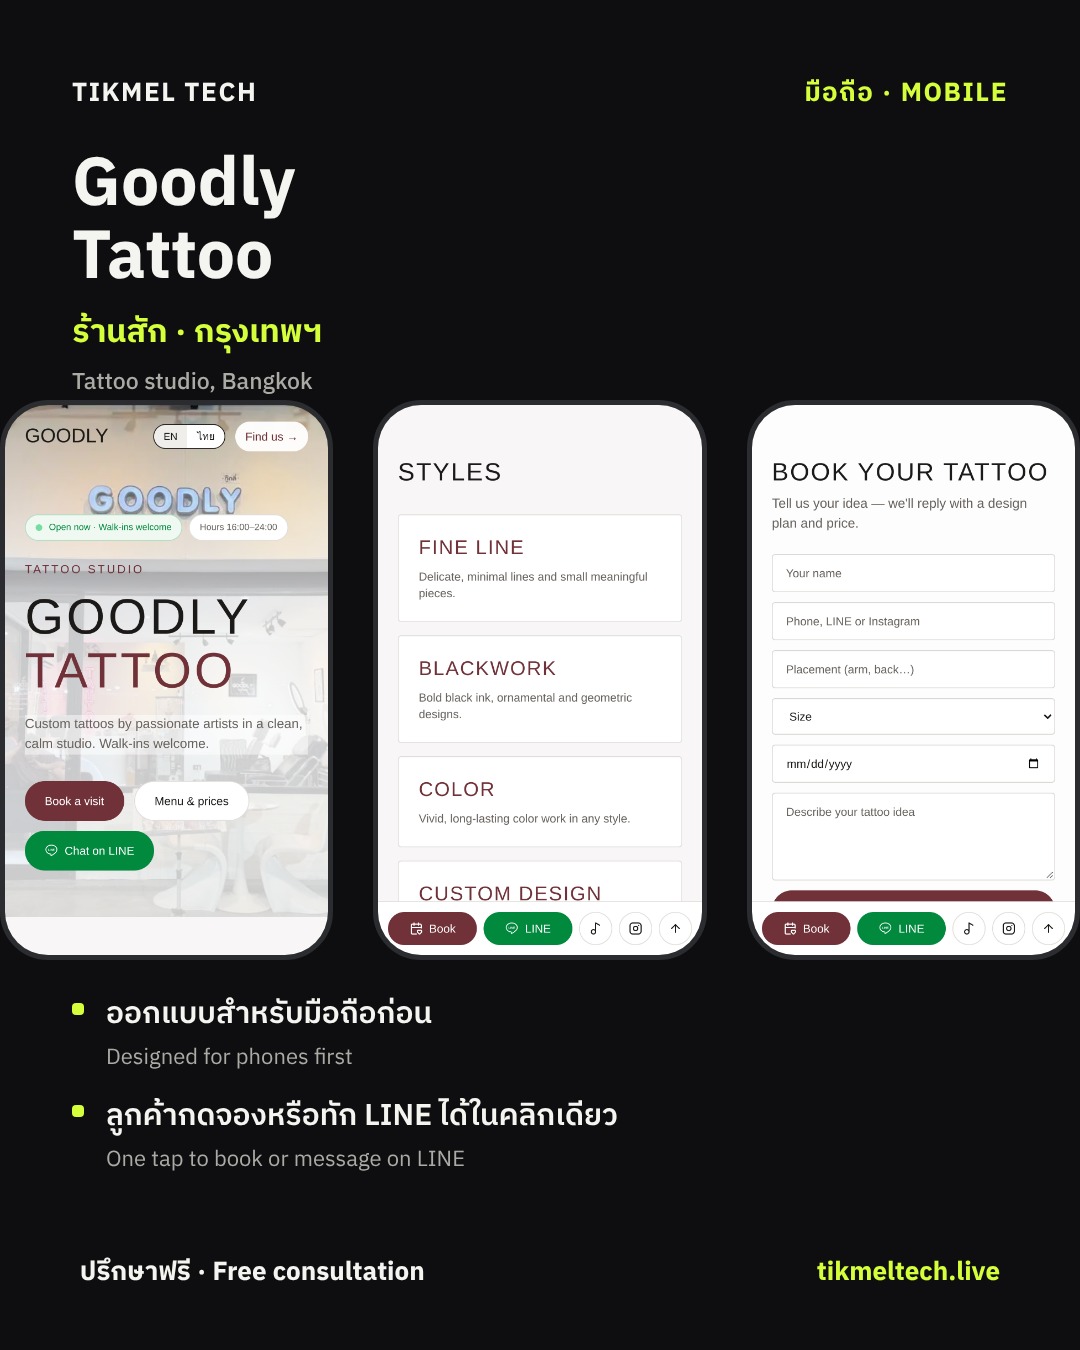 TIKMEL TECH
มือถือ · MOBILE
Goodly
Tattoo
ร้านสัก · กรุงเทพฯ
Tattoo studio, Bangkok
GOODLY
EN
ไทย
Find us →
GOODLY
Open now · Walk-ins welcome
Hours 16:00–24:00
TATTOO STUDIO
GOODLY
TATTOO
Custom tattoos by passionate artists in a clean,
calm studio. Walk-ins welcome.
Book a visit
Menu & prices
Chat on LINE
STYLES
FINE LINE
Delicate, minimal lines and small meaningful
pieces.
BLACKWORK
Bold black ink, ornamental and geometric
designs.
COLOR
Vivid, long-lasting color work in any style.
CUSTOM DESIGN
Book
LINE
BOOK YOUR TATTOO
Tell us your idea — we'll reply with a design
plan and price.
Your name
Phone, LINE or Instagram
Placement (arm, back…)
Size
mm/dd/yyyy
Describe your tattoo idea
Book
LINE
ออกแบบสำหรับมือถือก่อน
Designed for phones first
ลูกค้ากดจองหรือทัก LINE ได้ในคลิกเดียว
One tap to book or message on LINE
ปรึกษาฟรี · Free consultation
tikmeltech.live